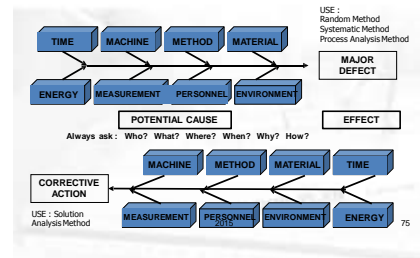 USE :
Random Method
Systematic Method
Process Analysis Method
TIME MACHINE METHOD MATERIAL
MAJOR
DEFECT
ENERGY MEASUREMENT PERSONNEL ENVIRONMENT
POTENTIAL CAUSE EFFECT
Always ask : Who? What? Where? When? Why? How?
MACHINE METHOD MATERIAL TIME
CORRECTIVE
ACTION
USE : Solution
Analysis Method
MEASUREMENT PERSONNEL ENVIRONMENT ENERGY
2015 75